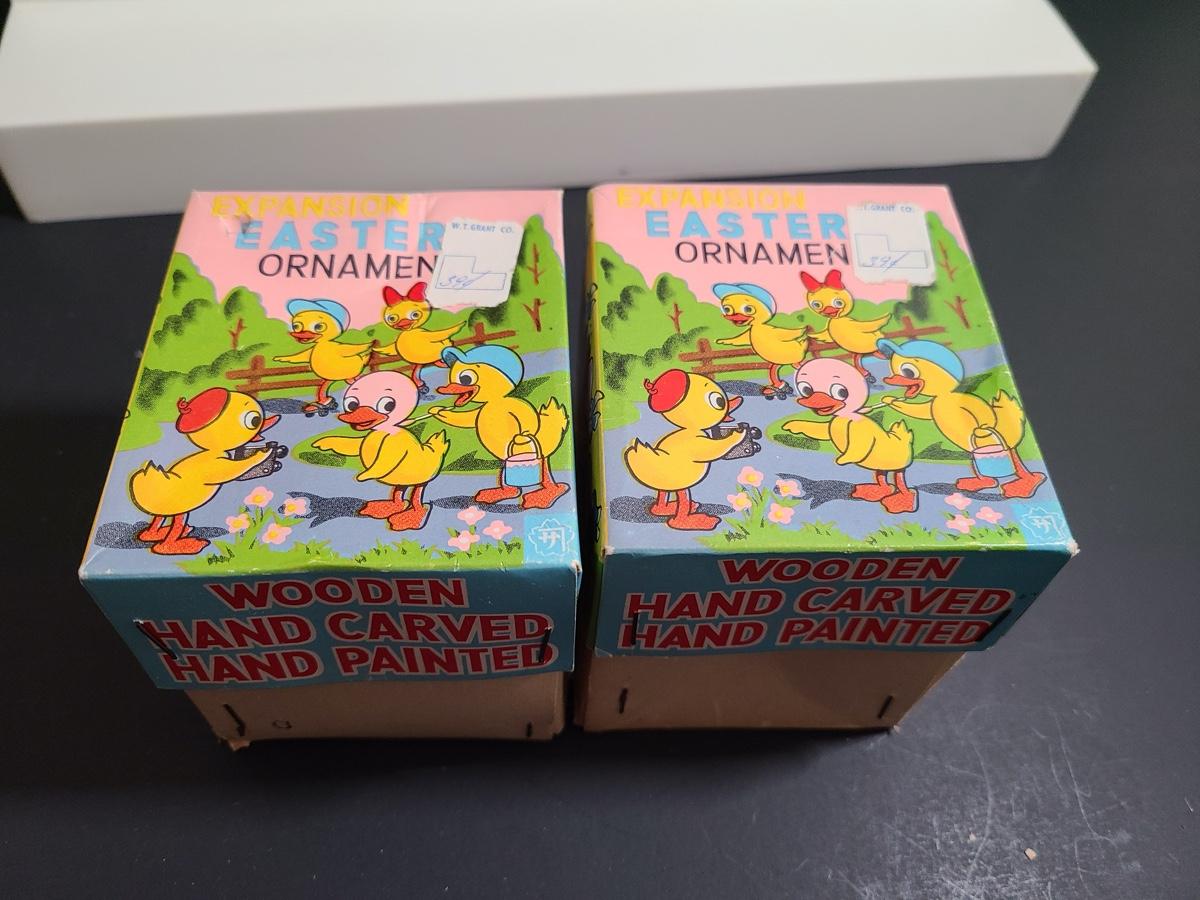 EXPANSION
EASTER
ORNAMEN
W.T.GRANT CO.
39¢
WOODEN
HAND CARVED
HAND PAINTED
EXPANSION
EASTER
ORNAMEN
.T.GRANT CO.
39¢
WOODEN
HAND CARVED
HAND PAINTED